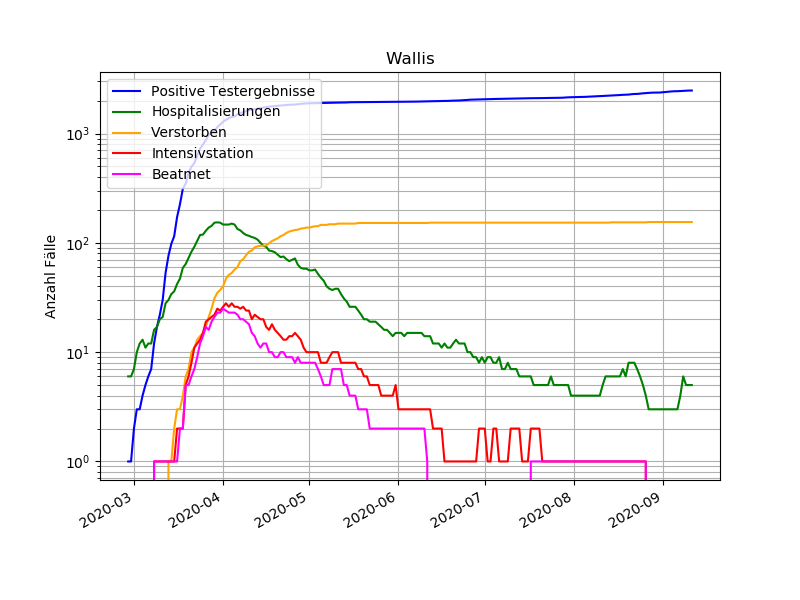 Wallis
Positive Testergebnisse
Hospitalisierungen
Verstorben
Intensivstation
Beatmet
Anzahl Fälle
10³
10²
10¹
10⁰
2020-03
2020-04
2020-05
2020-06
2020-07
2020-08
2020-09